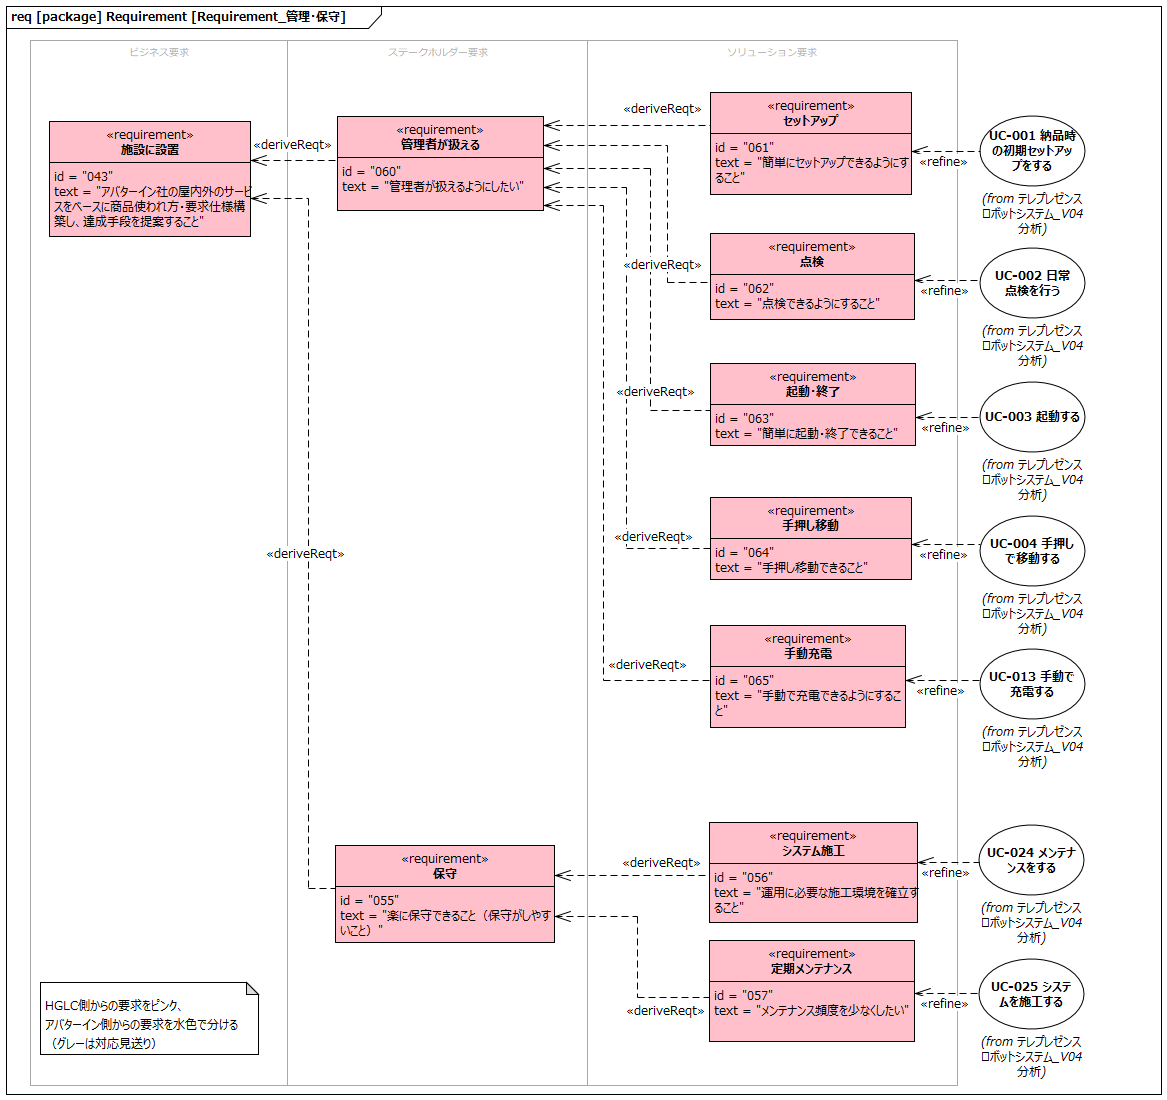 req [package] Requirement [Requirement_管理・保守]
ビジネス要求
ステークホルダー要求
ソリューション要求
«requirement»
施設に設置
id = "043"
text = "アバターイン社の屋内外のサービ
スをベースに商品使われ方・要求仕様構
築し、達成手段を提案すること"
«deriveReqt»
«requirement»
管理者が扱える
id = "060"
text = "管理者が扱えるようにしたい"
«deriveReqt»
«requirement»
セットアップ
id = "061"
text = "簡単にセットアップできるようにす
ること"
«refine»
UC-001 納品時
の初期セットアッ
プをする
(from テレプレゼンス
ロボットシステム_V04
分析)
«deriveReqt»
«requirement»
点検
id = "062"
text = "点検できるようにすること"
«refine»
UC-002 日常
点検を行う
(from テレプレゼンス
ロボットシステム_V04
分析)
«deriveReqt»
«requirement»
起動・終了
id = "063"
text = "簡単に起動・終了できること"
«refine»
UC-003 起動する
(from テレプレゼンス
ロボットシステム_V04
分析)
«deriveReqt»
«requirement»
手押し移動
id = "064"
text = "手押し移動できること"
«refine»
UC-004 手押し
で移動する
(from テレプレゼンス
ロボットシステム_V04
分析)
«deriveReqt»
«deriveReqt»
«requirement»
手動充電
id = "065"
text = "手動で充電できるようにするこ
と"
«refine»
UC-013 手動で
充電する
(from テレプレゼンス
ロボットシステム_V04
分析)
«requirement»
保守
id = "055"
text = "楽に保守できること（保守がしやす
いこと）"
«deriveReqt»
«requirement»
システム施工
id = "056"
text = "運用に必要な施工環境を確立す
ること"
«refine»
UC-024 メンテナ
ンスをする
(from テレプレゼンス
ロボットシステム_V04
分析)
«deriveReqt»
«requirement»
定期メンテナンス
id = "057"
text = "メンテナンス頻度を少なくしたい"
«refine»
UC-025 システ
ムを施工する
(from テレプレゼンス
ロボットシステム_V04
分析)
HGLC側からの要求をピンク、
アバターイン側からの要求を水色で分ける
（グレーは対応見送り）